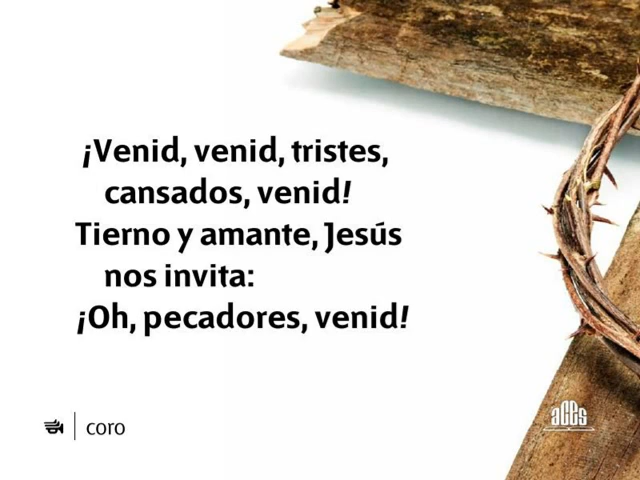 ¡Venid, venid, tristes,
cansados, venid!
Tierno y amante, Jesús
nos invita:
¡Oh, pecadores, venid!
coro
aces